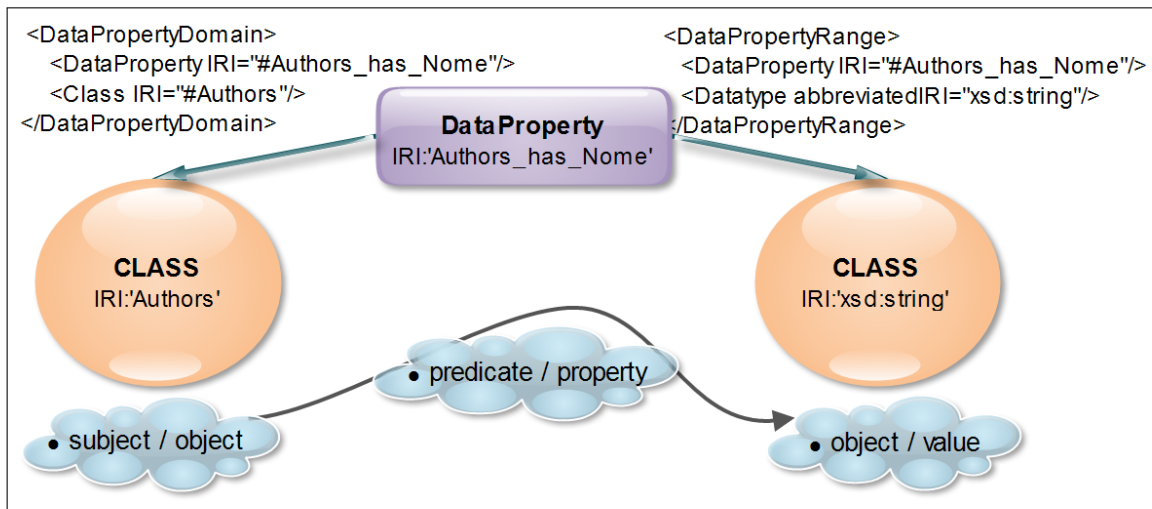 <DataPropertyDomain>
<DataProperty IRI="#Authors_has_Nome"/>
<Class IRI="#Authors"/>
</DataPropertyDomain>
<DataPropertyRange>
<DataProperty IRI="#Authors_has_Nome"/>
<Datatype abbreviatedIRI="xsd:string"/>
</DataPropertyRange>
DataProperty
IRI:'Authors_has_Nome'
CLASS
IRI:'Authors'
CLASS
IRI:'xsd:string'
• predicate / property
• subject / object
• object / value